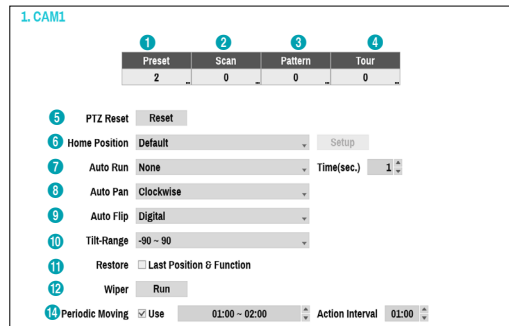 1. CAM1
1 2 3 4
Preset Scan Pattern Tour
2 ... 0 ... 0 ... 0 ...
5 PTZ Reset Reset
6 Home Position Default Setup
7 Auto Run None Time(sec.) 1
8 Auto Pan Clockwise
9 Auto Flip Digital
10 Tilt-Range -90 ~ 90
11 Restore Last Position & Function
12 Wiper Run
14 Periodic Moving Use 01:00 ~ 02:00 Action Interval 01:00